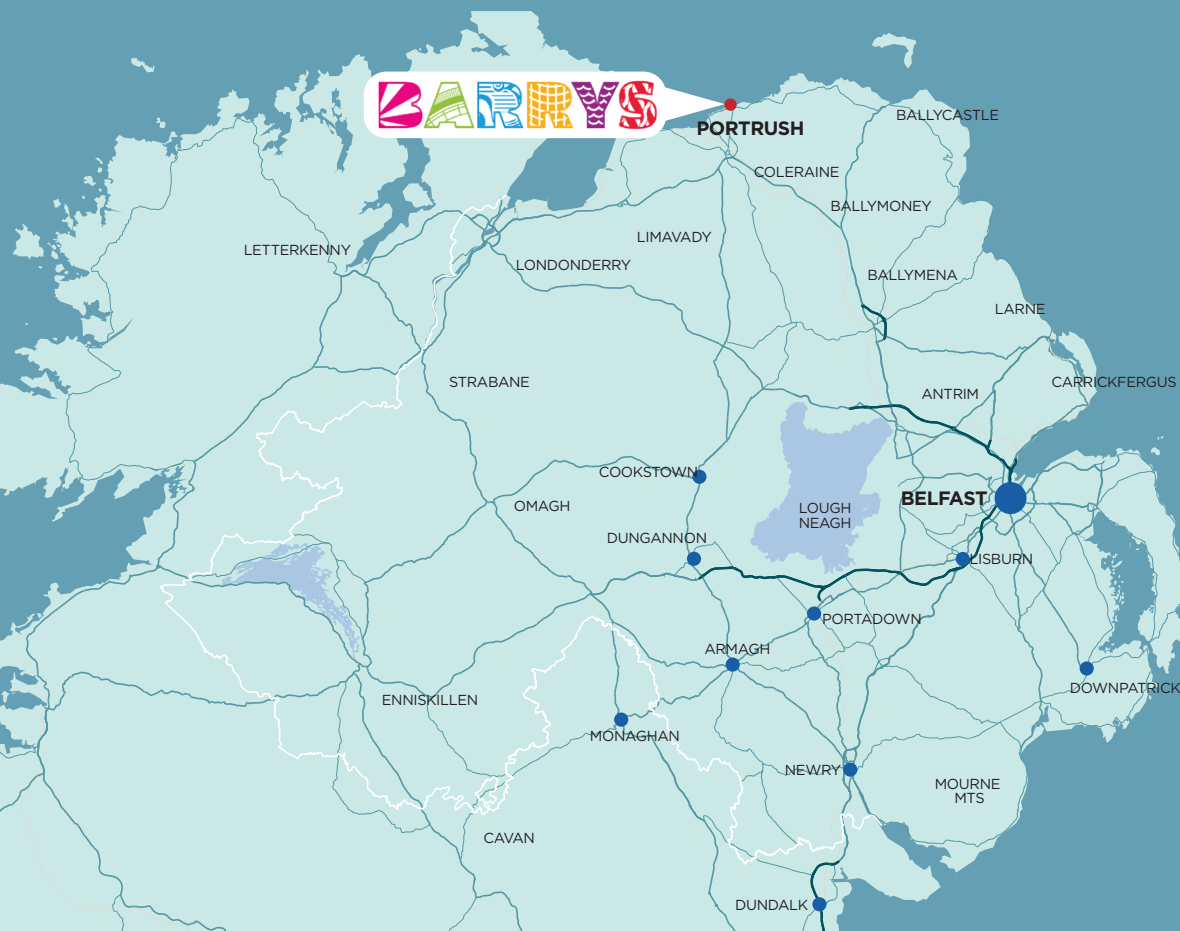 BARRYS
PORTRUSH
BALLYCASTLE
COLERAINE
BALLYMONEY
LIMAVADY
LETTERKENNY
LONDONDERRY
BALLYMENA
LARNE
STRABANE
CARRICKFERGUS
ANTRIM
COOKSTOWN
BELFAST
OMAGH
LOUGH
NEAGH
DUNGANNON
LISBURN
PORTADOWN
ARMAGH
DOWNPATRICK
ENNISKILLEN
MONAGHAN
NEWRY
MOURNE
MTS
CAVAN
DUNDALK